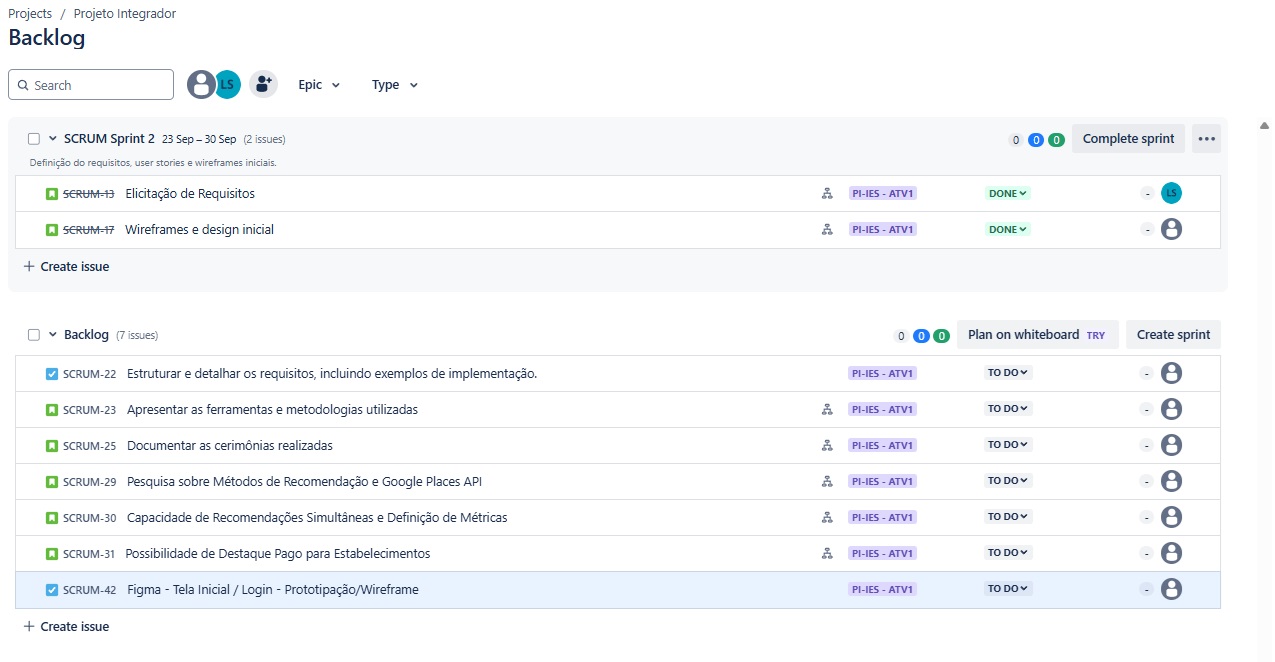 Projects / Projeto Integrador
Backlog
Search LS Epic Type
SCRUM Sprint 2 23 Sep – 30 Sep (2 issues) 0 0 0 Complete sprint
Definição do requisitos, user stories e wireframes iniciais.
SCRUM-13 Elicitação de Requisitos PI-IES - ATV1 DONE - LS
SCRUM-17 Wireframes e design inicial PI-IES - ATV1 DONE -
+ Create issue
Backlog (7 issues) 0 0 0 Plan on whiteboard TRY Create sprint
SCRUM-22 Estruturar e detalhar os requisitos, incluindo exemplos de implementação. PI-IES - ATV1 TO DO -
SCRUM-23 Apresentar as ferramentas e metodologias utilizadas PI-IES - ATV1 TO DO -
SCRUM-25 Documentar as cerimônias realizadas PI-IES - ATV1 TO DO -
SCRUM-29 Pesquisa sobre Métodos de Recomendação e Google Places API PI-IES - ATV1 TO DO -
SCRUM-30 Capacidade de Recomendações Simultâneas e Definição de Métricas PI-IES - ATV1 TO DO -
SCRUM-31 Possibilidade de Destaque Pago para Estabelecimentos PI-IES - ATV1 TO DO -
SCRUM-42 Figma - Tela Inicial / Login - Prototipação/Wireframe PI-IES - ATV1 TO DO -
+ Create issue